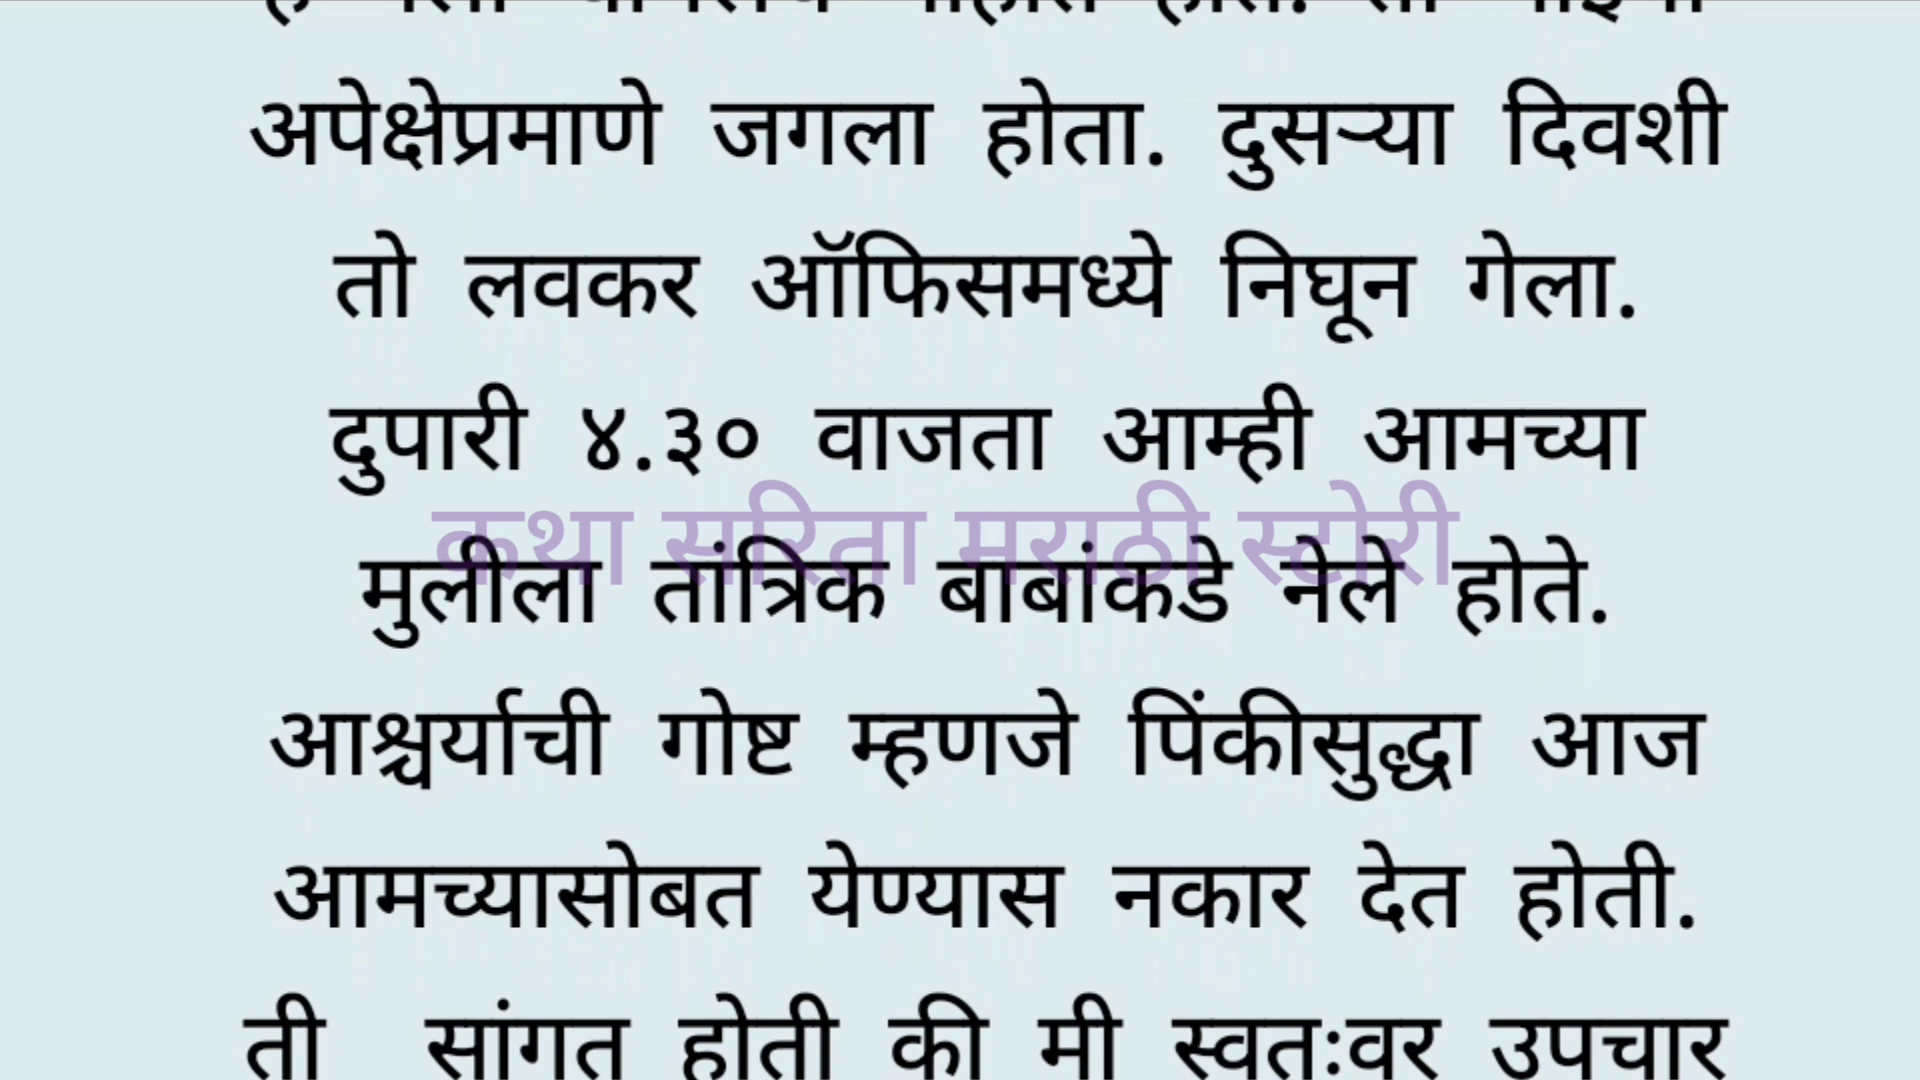 अपेक्षेप्रमाणे जगला होता. दुसऱ्या दिवशी
तो लवकर ऑफिसमध्ये निघून गेला.
दुपारी ४.३० वाजता आम्ही आमच्या
कथा सरिता मराठी स्टोरी
मुलीला तांत्रिक बाबांकडे नेले होते.
आश्चर्याची गोष्ट म्हणजे पिंकीसुद्धा आज
आमच्यासोबत येण्यास नकार देत होती.
ती सांगत होती की मी स्वतःवर उपचार